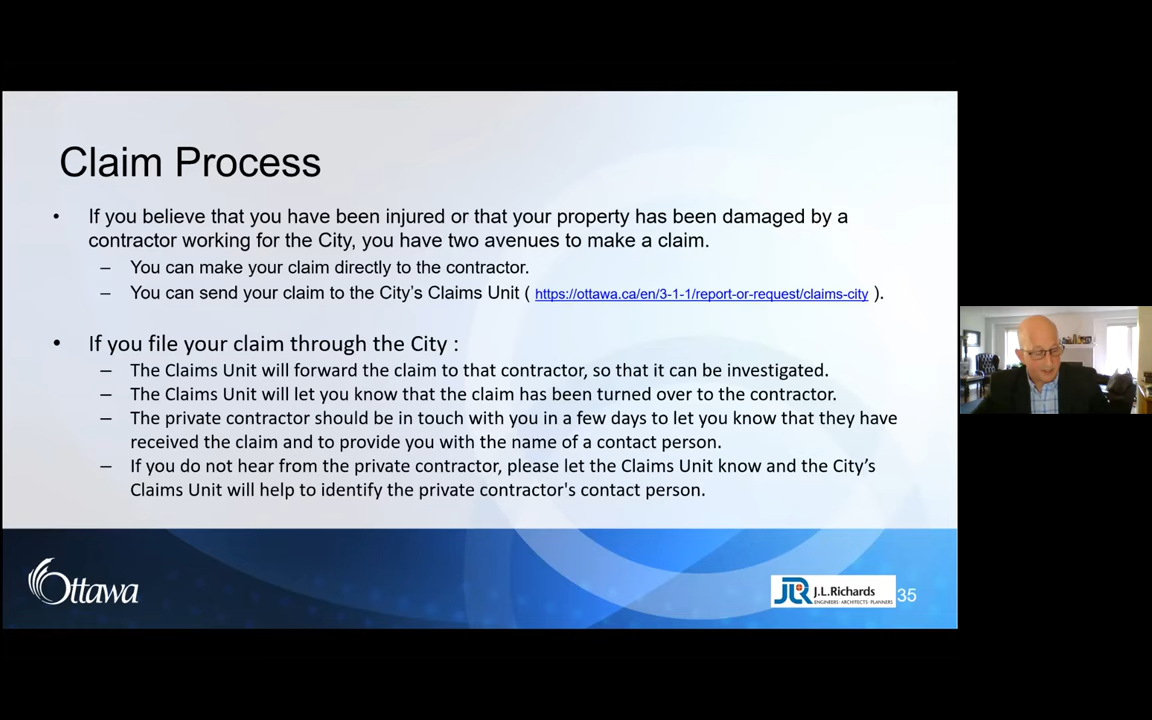 Claim Process
• If you believe that you have been injured or that your property has been damaged by a
contractor working for the City, you have two avenues to make a claim.
– You can make your claim directly to the contractor.
– You can send your claim to the City’s Claims Unit ( https://ottawa.ca/en/3-1-1/report-or-request/claims-city ).
• If you file your claim through the City :
– The Claims Unit will forward the claim to that contractor, so that it can be investigated.
– The Claims Unit will let you know that the claim has been turned over to the contractor.
– The private contractor should be in touch with you in a few days to let you know that they have
received the claim and to provide you with the name of a contact person.
– If you do not hear from the private contractor, please let the Claims Unit know and the City’s
Claims Unit will help to identify the private contractor's contact person.
Ottawa
JLR J.L.Richards
ENGINEERS · ARCHITECTS · PLANNERS
35